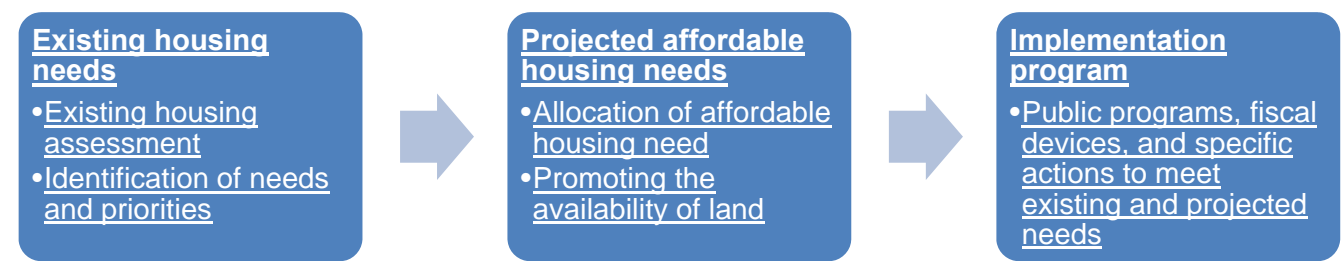 Existing housing
needs
•Existing housing
assessment
•Identification of needs
and priorities
Projected affordable
housing needs
•Allocation of affordable
housing need
•Promoting the
availability of land
Implementation
program
•Public programs, fiscal
devices, and specific
actions to meet
existing and projected
needs